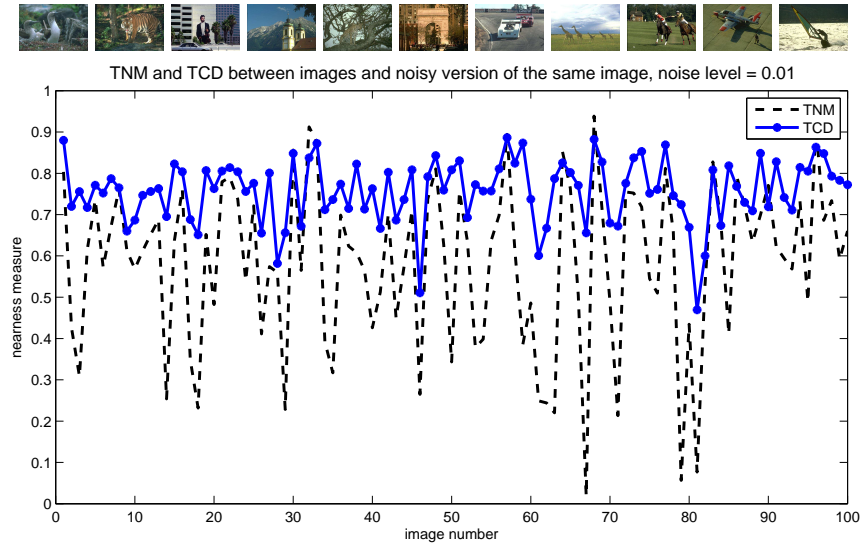 TNM and TCD between images and noisy version of the same image, noise level = 0.01
TNM
TCD
nearness measure
1
0.9
0.8
0.7
0.6
0.5
0.4
0.3
0.2
0.1
0
0 10 20 30 40 50 60 70 80 90 100
image number